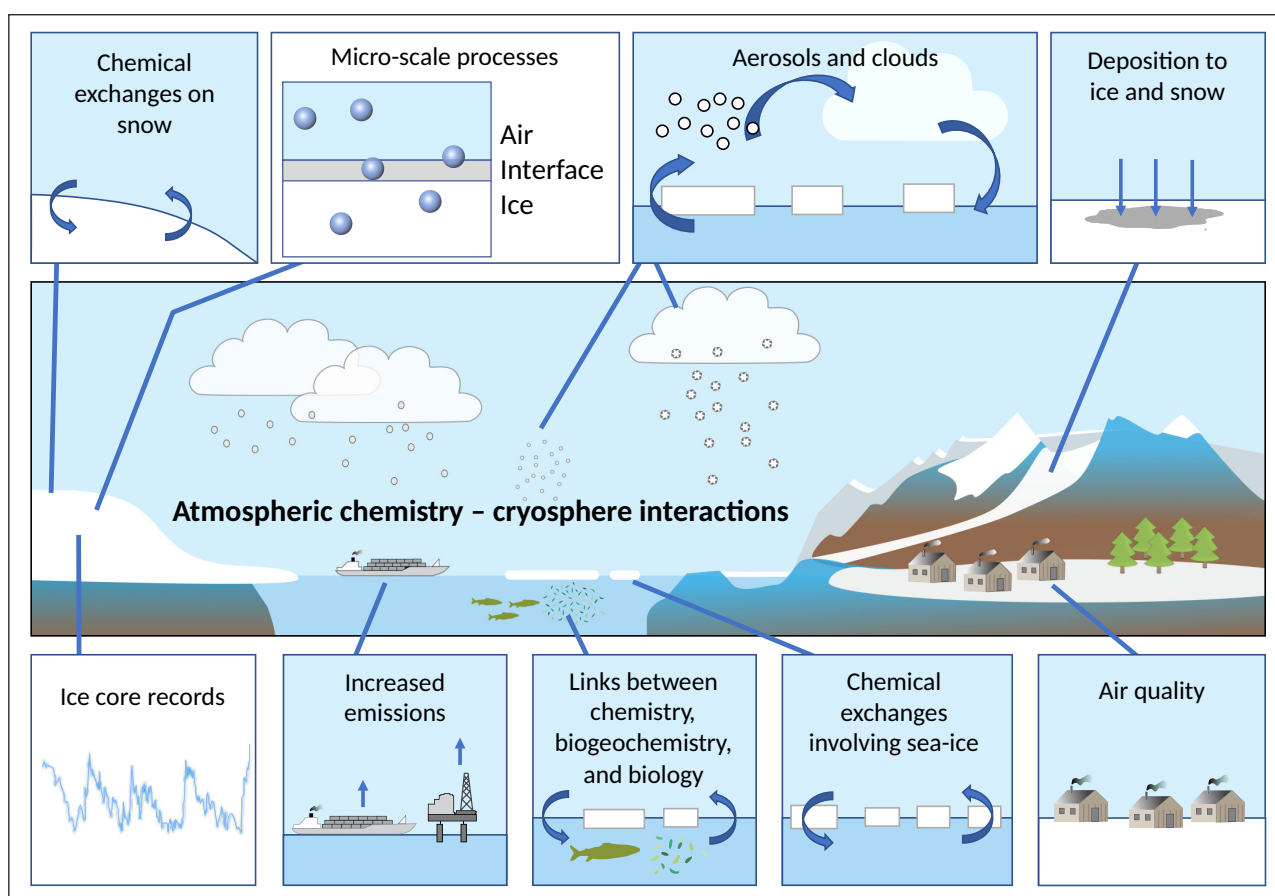 Chemical
exchanges on
snow
Micro-scale processes
Air
Interface
Ice
Aerosols and clouds
Deposition to
ice and snow
Atmospheric chemistry – cryosphere interactions
Ice core records
Increased
emissions
Links between
chemistry,
biogeochemistry,
and biology
Chemical
exchanges
involving sea-ice
Air quality